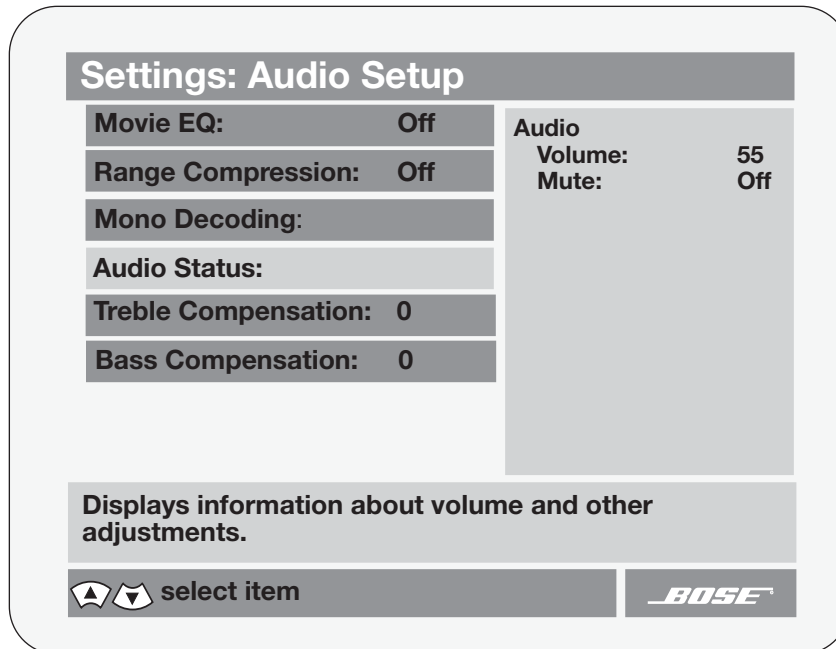 Settings: Audio Setup
Movie EQ: Off
Range Compression: Off
Mono Decoding:
Audio Status:
Treble Compensation: 0
Bass Compensation: 0
Audio
Volume: 55
Mute: Off
Displays information about volume and other
adjustments.
select item
BOSE